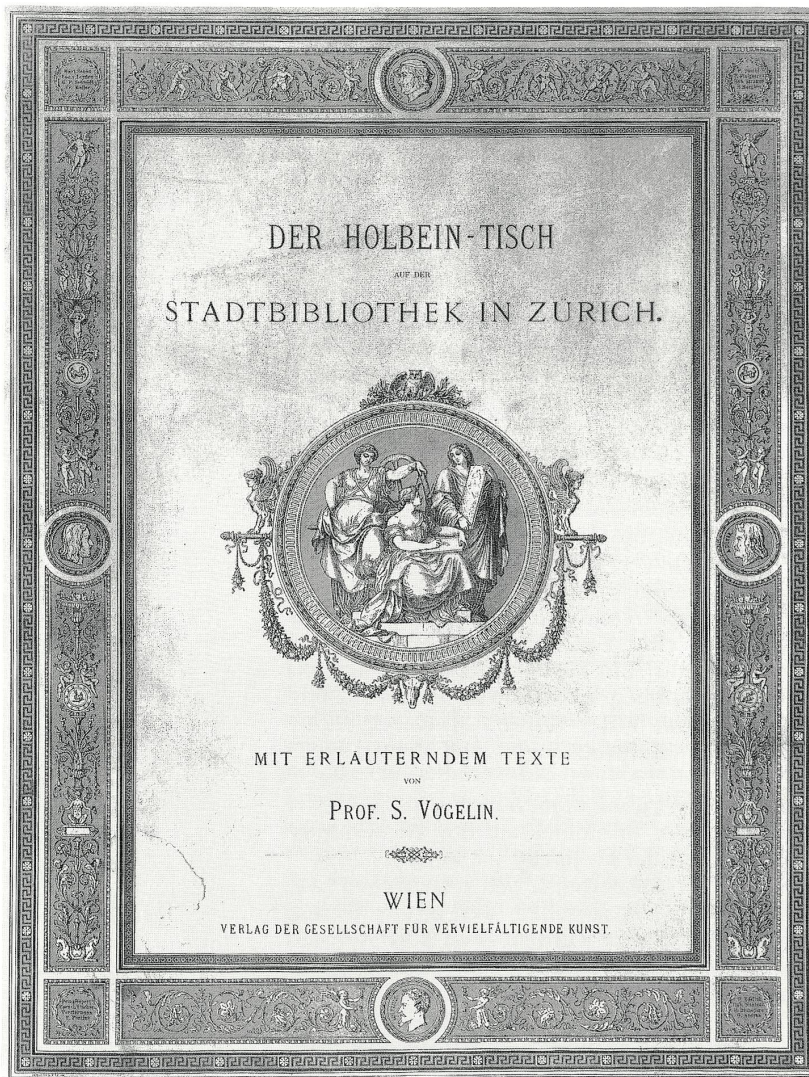 DER HOLBEIN-TISCH
AUF DER
STADTBIBLIOTHEK IN ZÜRICH.
MIT ERLÄUTERNDEM TEXTE
VON
PROF. S. VÖGELIN.
WIEN
VERLAG DER GESELLSCHAFT FÜR VERVIELFÄLTIGENDE KUNST.